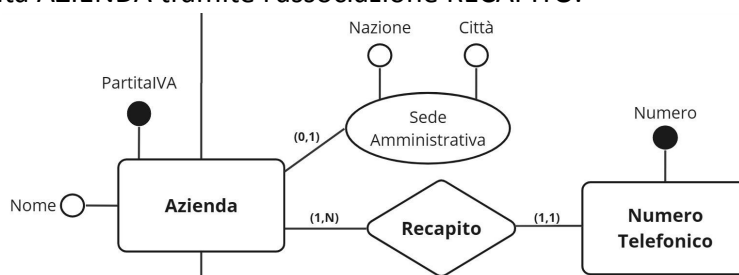 AZIENDA tramite l'associazione RECAPITO.
Nazione
Città
PartitaIVA
Sede
Amministrativa
Numero
(0,1)
Nome
Azienda
(1,N)
Recapito
(1,1)
Numero
Telefonico